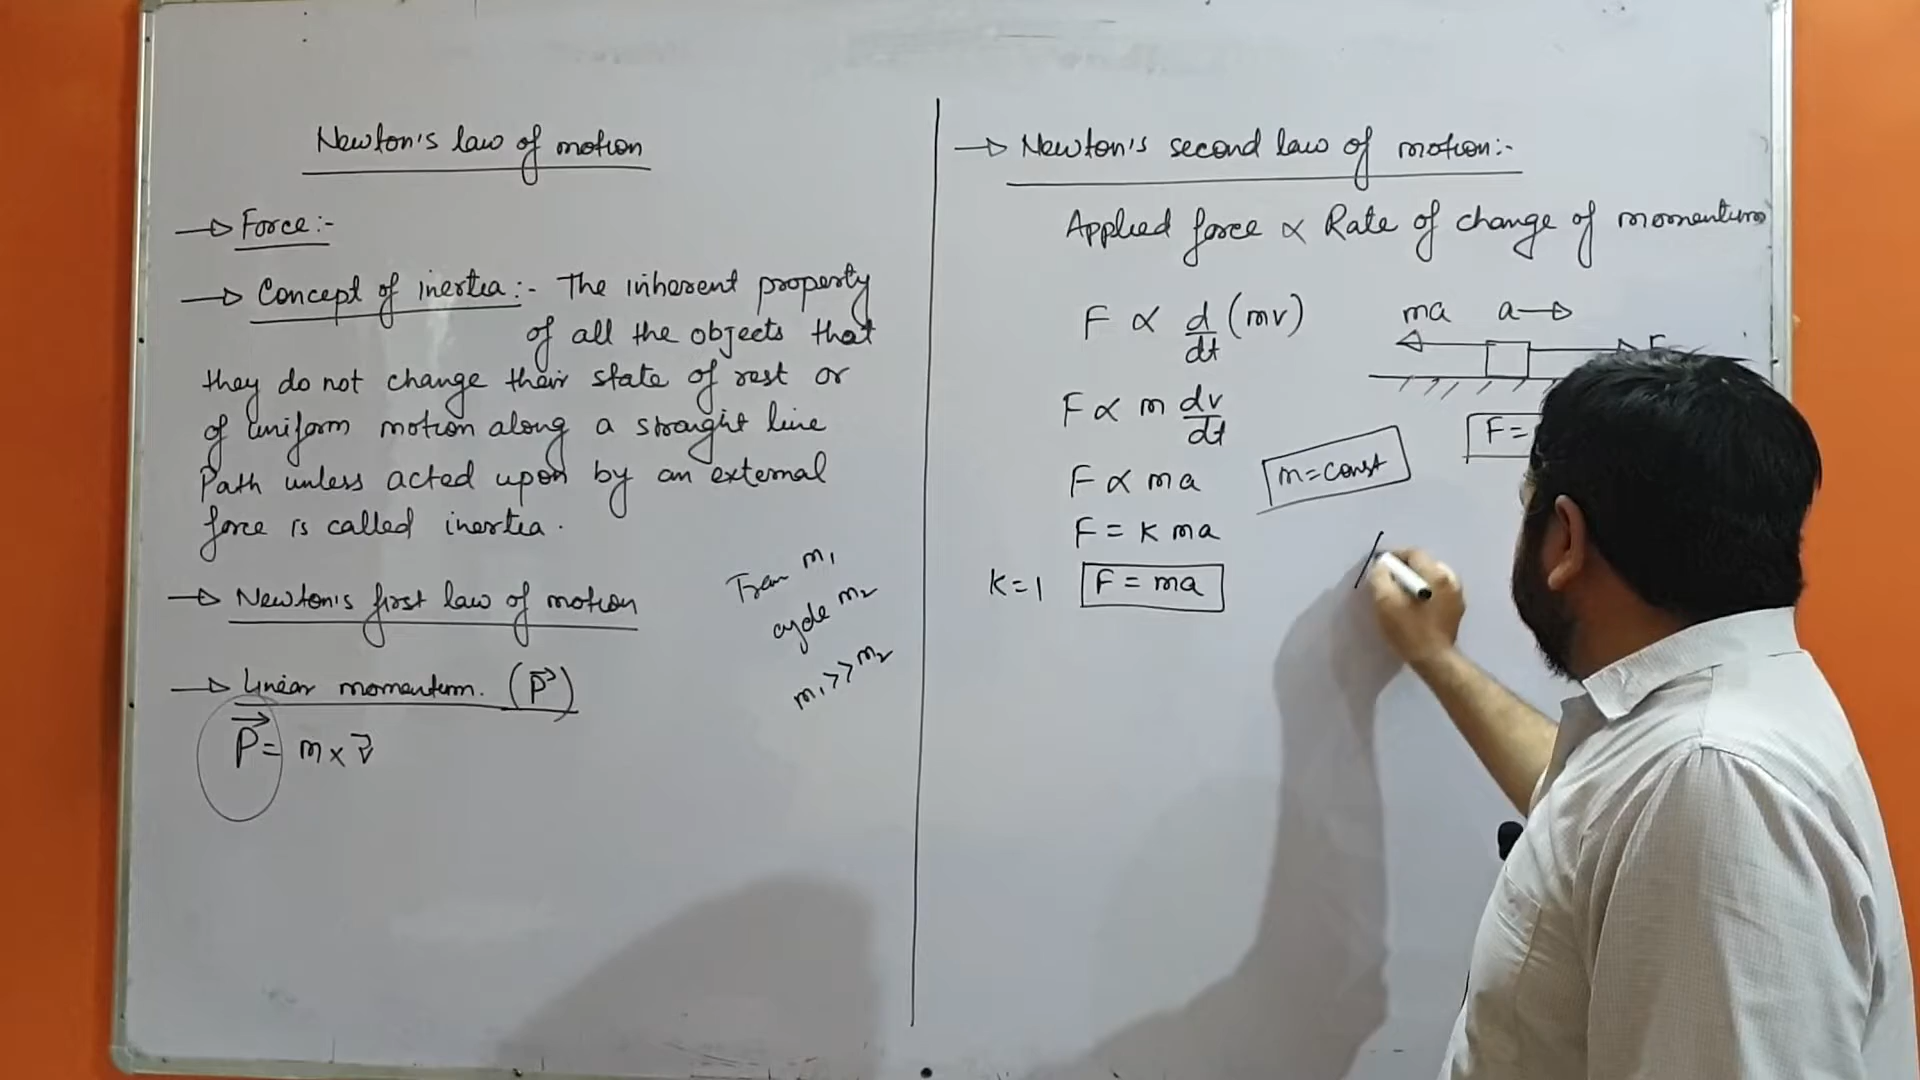 Newton's law of motion
→ Force:-
→ Concept of inertia:- The inherent property
of all the objects that
they do not change their state of rest or
of uniform motion along a straight line
Path unless acted upon by an external
force is called inertia.
→ Newton's first law of motion
Train m₁
cycle m₂
m₁>>m₂
→ Linear momentum. (P⃗)
P⃗ = m × v⃗
→ Newton's second law of motion:-
Applied force ∝ Rate of change of momentum
F ∝ d/dt (mv)
ma a→
F ∝ m dv/dt
F=
m=const
F ∝ ma
F = K ma
K=1 F = ma